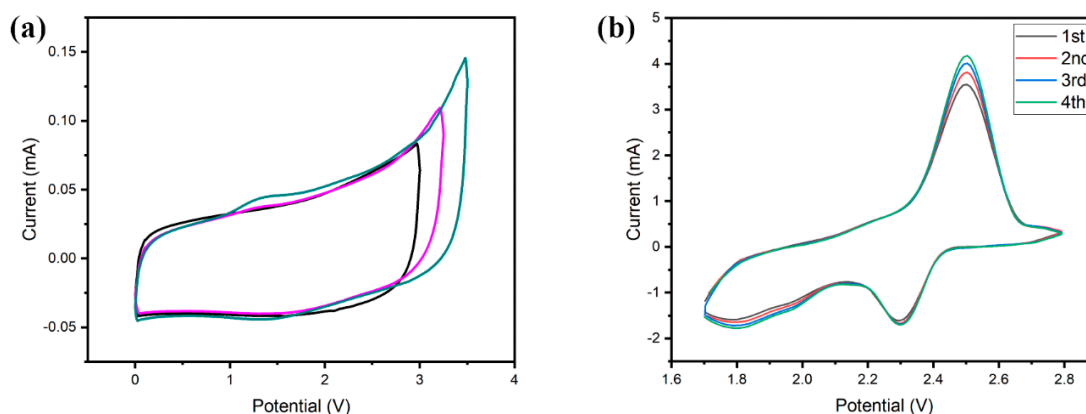 (a)
0.15
0.10
0.05
0.00
-0.05
Current (mA)
0 1 2 3 4
Potential (V)
(b)
5
4
3
2
1
0
-1
-2
Current (mA)
1.6 1.8 2.0 2.2 2.4 2.6 2.8
Potential (V)
1st
2nd
3rd
4th